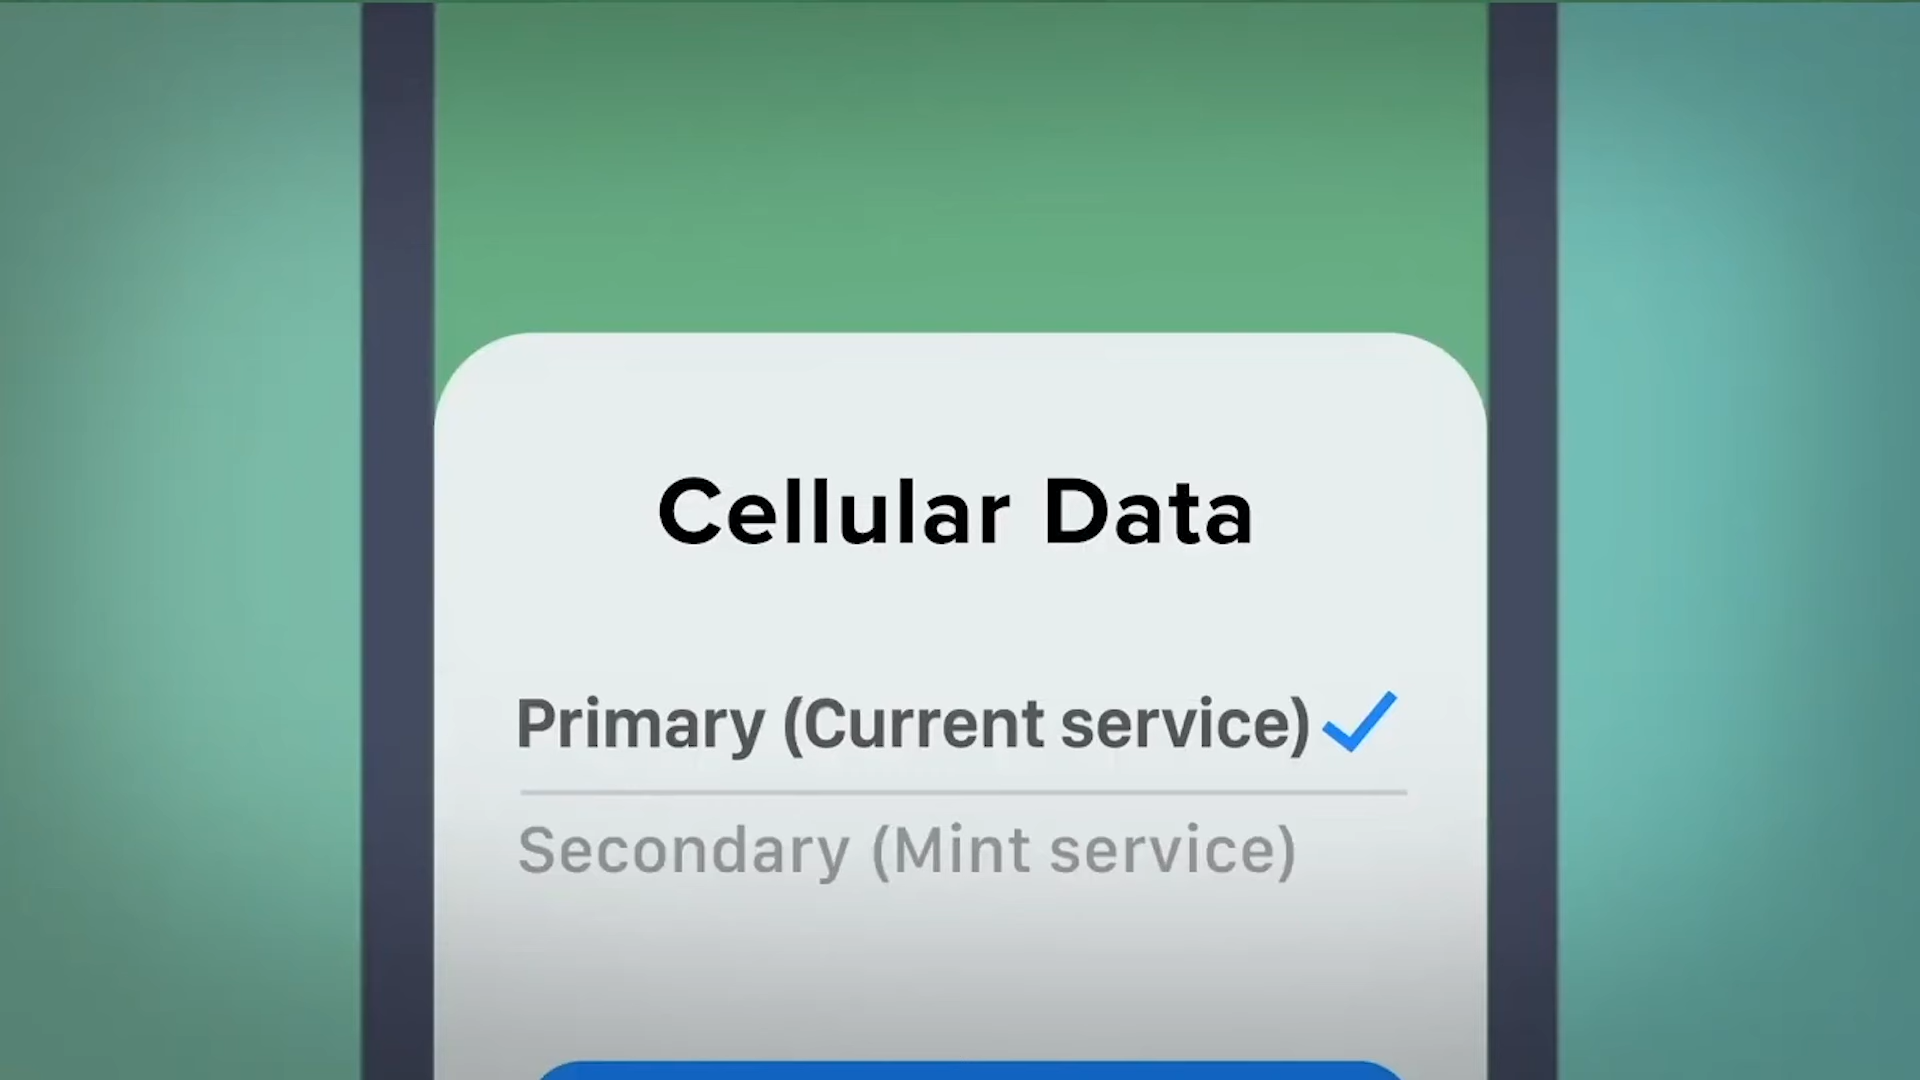 Cellular Data
Primary (Current service)
Secondary (Mint service)